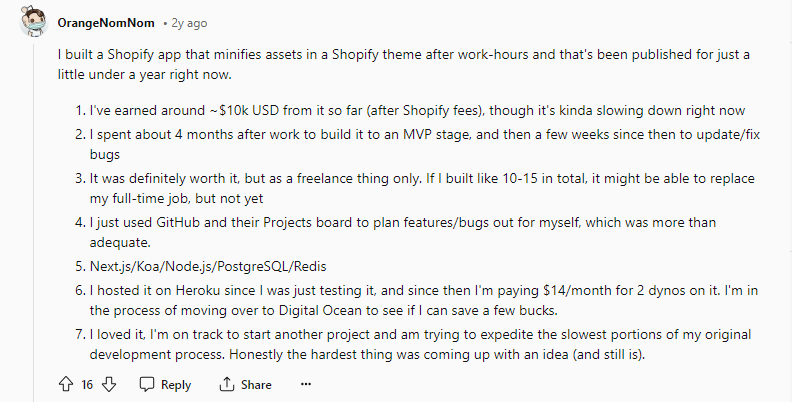 OrangeNomNom • 2y ago
I built a Shopify app that minifies assets in a Shopify theme after work-hours and that's been published for just a
little under a year right now.
1. I've earned around ~$10k USD from it so far (after Shopify fees), though it's kinda slowing down right now
2. I spent about 4 months after work to build it to an MVP stage, and then a few weeks since then to update/fix
bugs
3. It was definitely worth it, but as a freelance thing only. If I built like 10-15 in total, it might be able to replace
my full-time job, but not yet
4. I just used GitHub and their Projects board to plan features/bugs out for myself, which was more than
adequate.
5. Next.js/Koa/Node.js/PostgreSQL/Redis
6. I hosted it on Heroku since I was just testing it, and since then I'm paying $14/month for 2 dynos on it. I'm in
the process of moving over to Digital Ocean to see if I can save a few bucks.
7. I loved it, I'm on track to start another project and am trying to expedite the slowest portions of my original
development process. Honestly the hardest thing was coming up with an idea (and still is).
16 Reply Share ...